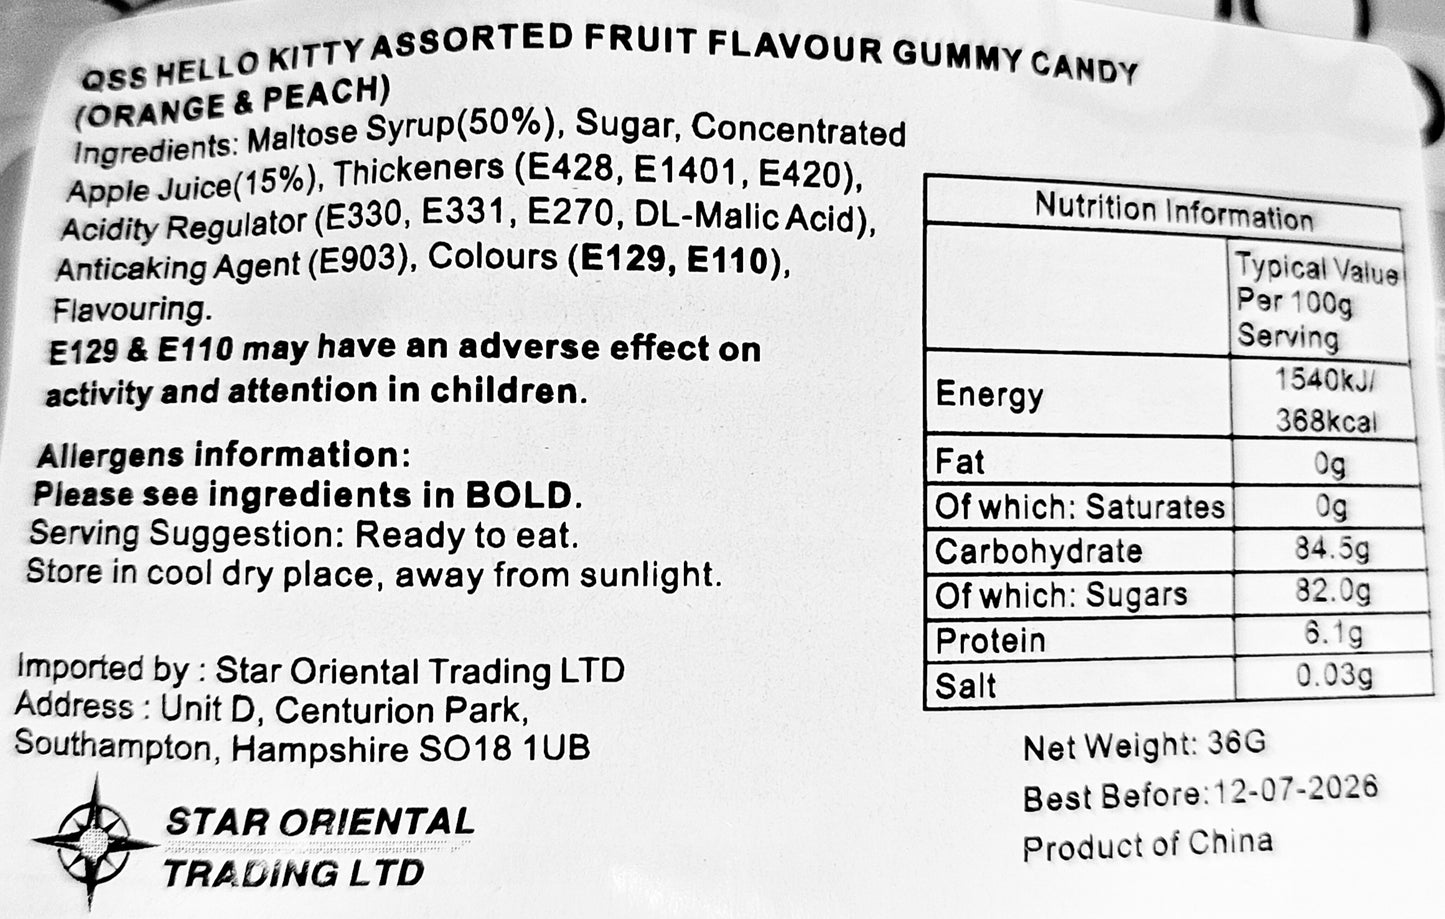 QSS HELLO KITTY ASSORTED FRUIT FLAVOUR GUMMY CANDY
(ORANGE & PEACH)
Ingredients: Maltose Syrup(50%), Sugar, Concentrated
Apple Juice(15%), Thickeners (E428, E1401, E420),
Acidity Regulator (E330, E331, E270, DL-Malic Acid),
Anticaking Agent (E903), Colours (E129, E110),
Flavouring.
E129 & E110 may have an adverse effect on
activity and attention in children.
Allergens information:
Please see ingredients in BOLD.
Serving Suggestion: Ready to eat.
Store in cool dry place, away from sunlight.
Imported by : Star Oriental Trading LTD
Address : Unit D, Centurion Park,
Southampton, Hampshire SO18 1UB
STAR ORIENTAL
TRADING LTD
Nutrition Information
Typical Value
Per 100g
Serving
Energy 1540kJ/
368kcal
Fat 0g
Of which: Saturates 0g
Carbohydrate 84.5g
Of which: Sugars 82.0g
Protein 6.1g
Salt 0.03g
Net Weight: 36G
Best Before:12-07-2026
Product of China